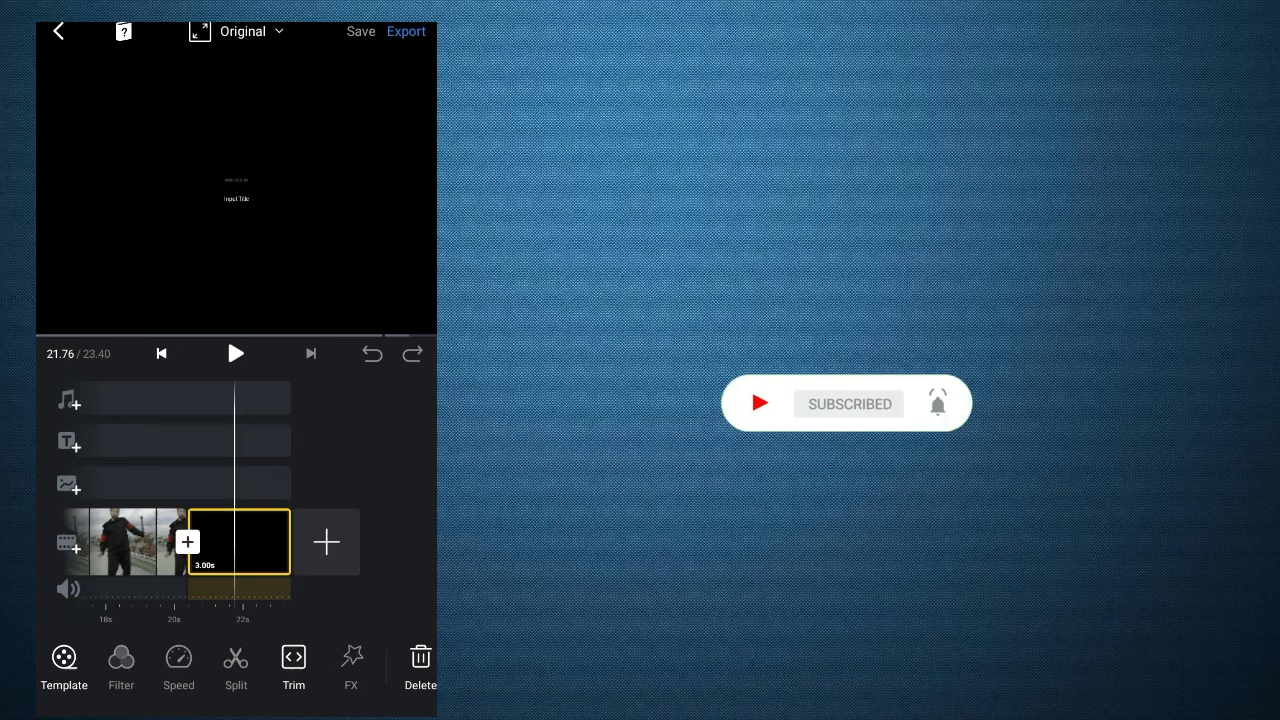 ?
Original
Save Export
Input Title
21.76 / 23.40
T
3.00s
18s 20s 22s
Template Filter Speed Split Trim FX Delete
SUBSCRIBED